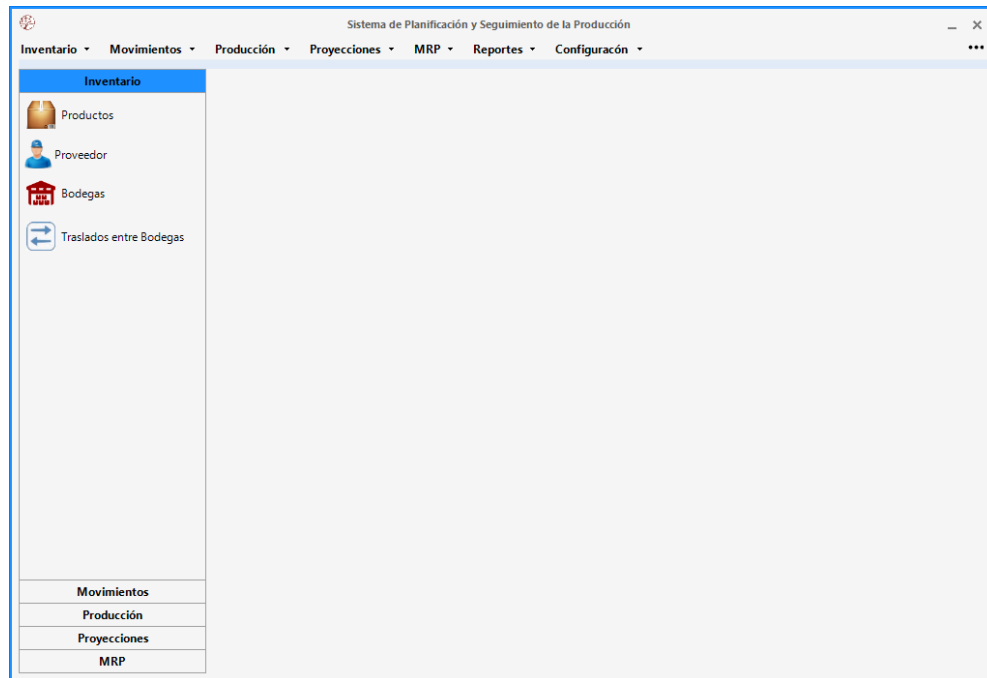 Sistema de Planificación y Seguimiento de la Producción
Inventario Movimientos Producción Proyecciones MRP Reportes Configuracón
Inventario
Productos
Proveedor
Bodegas
Traslados entre Bodegas
Movimientos
Producción
Proyecciones
MRP